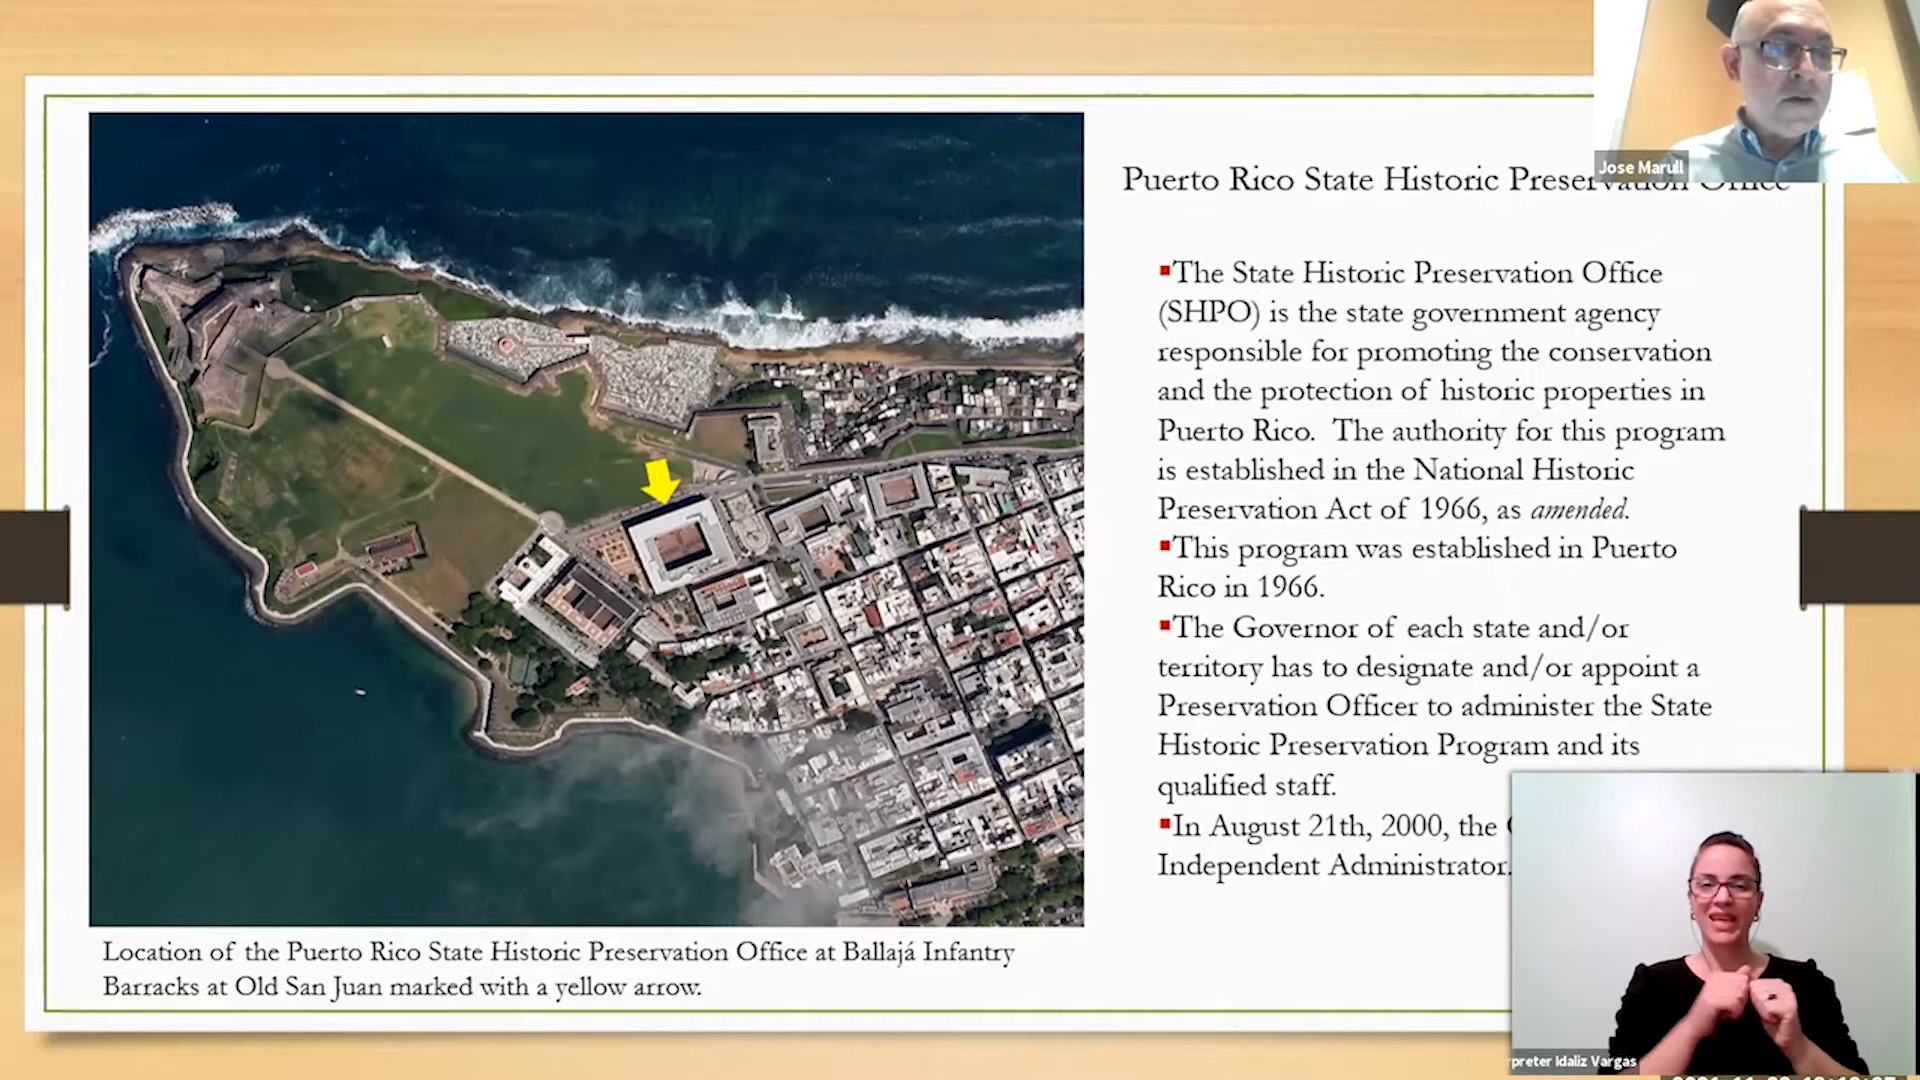 Jose Marull
Puerto Rico State Historic Preservation Office
▪The State Historic Preservation Office
(SHPO) is the state government agency
responsible for promoting the conservation
and the protection of historic properties in
Puerto Rico. The authority for this program
is established in the National Historic
Preservation Act of 1966, as amended.
▪This program was established in Puerto
Rico in 1966.
▪The Governor of each state and/or
territory has to designate and/or appoint a
Preservation Officer to administer the State
Historic Preservation Program and its
qualified staff.
▪In August 21th, 2000, the
Independent Administrator.
Location of the Puerto Rico State Historic Preservation Office at Ballajá Infantry
Barracks at Old San Juan marked with a yellow arrow.
rpreter Idaliz Vargas